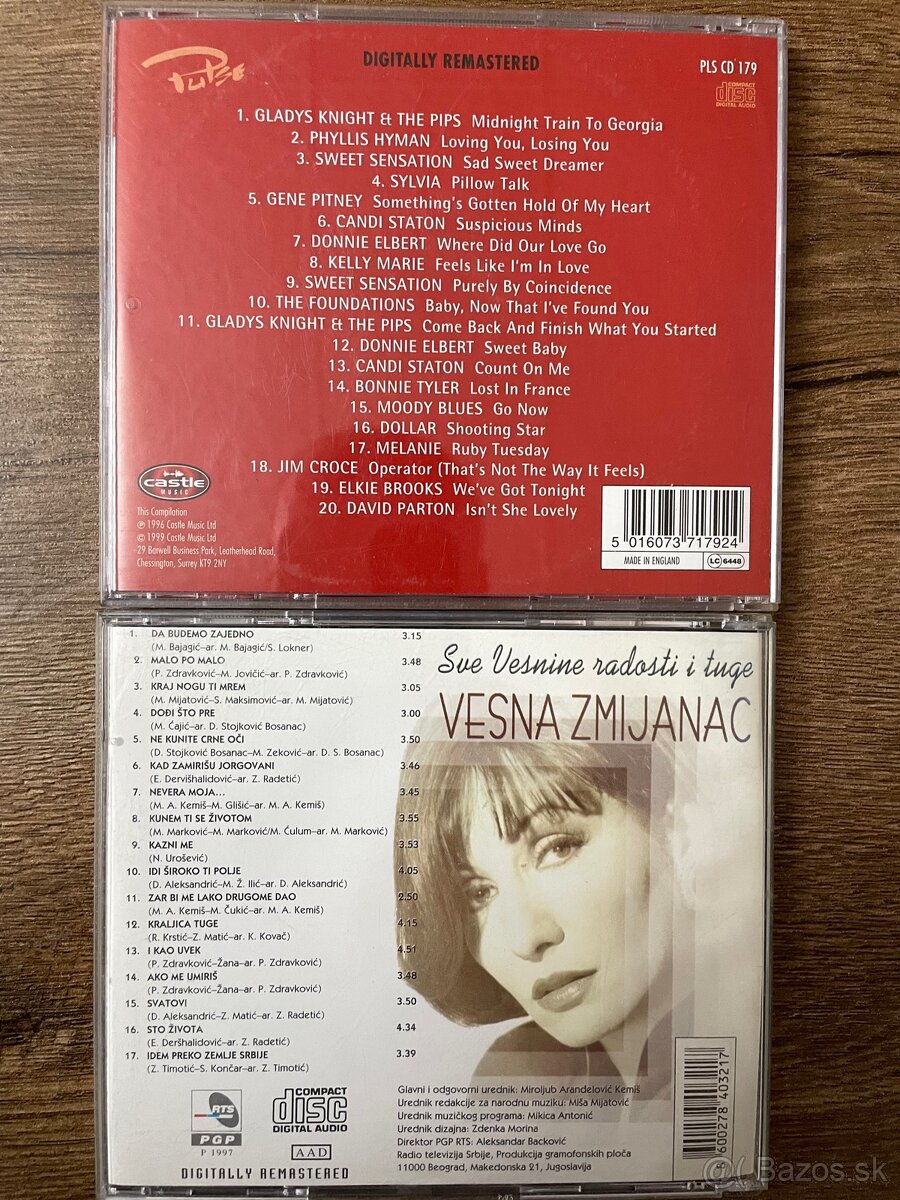 Pulse
DIGITALLY REMASTERED
PLS CD 179
COMPACT
disc
DIGITAL AUDIO
1. GLADYS KNIGHT & THE PIPS Midnight Train To Georgia
2. PHYLLIS HYMAN Loving You, Losing You
3. SWEET SENSATION Sad Sweet Dreamer
4. SYLVIA Pillow Talk
5. GENE PITNEY Something's Gotten Hold Of My Heart
6. CANDI STATON Suspicious Minds
7. DONNIE ELBERT Where Did Our Love Go
8. KELLY MARIE Feels Like I'm In Love
9. SWEET SENSATION Purely By Coincidence
10. THE FOUNDATIONS Baby, Now That I've Found You
11. GLADYS KNIGHT & THE PIPS Come Back And Finish What You Started
12. DONNIE ELBERT Sweet Baby
13. CANDI STATON Count On Me
14. BONNIE TYLER Lost In France
15. MOODY BLUES Go Now
16. DOLLAR Shooting Star
17. MELANIE Ruby Tuesday
18. JIM CROCE Operator (That's Not The Way It Feels)
19. ELKIE BROOKS We've Got Tonight
20. DAVID PARTON Isn't She Lovely
castle
MUSIC
This Compilation
℗ 1996 Castle Music Ltd
© 1999 Castle Music Ltd
29 Barwell Business Park, Leatherhead Road,
Chessington, Surrey KT9 2NY
5 016073 717924
MADE IN ENGLAND
LC 6448
1. DA BUDEMO ZAJEDNO 3.15
(M. Bajagić–ar. M. Bajagić/S. Lokner)
2. MALO PO MALO 3.48
(P. Zdravković–M. Jovičić–ar. P. Zdravković)
3. KRAJ NOGU TI MREM 3.05
(M. Mijatović–S. Maksimović–ar. M. Mijatović)
4. DOĐI ŠTO PRE 3.00
(M. Ćajić–ar. D. Stojković Bosanac)
5. NE KUNITE CRNE OČI 3.50
(D. Stojković Bosanac–M. Zeković–ar. D. S. Bosanac)
6. KAD ZAMIRIŠU JORGOVANI 3.46
(E. Dervišhalidović–ar. Z. Radetić)
7. NEVERA MOJA... 3.45
(M. A. Kemiš–M. Glišić–ar. M. A. Kemiš)
8. KUNEM TI SE ŽIVOTOM 3.55
(M. Marković–M. Marković/M. Ćulum–ar. M. Marković)
9. KAZNI ME 3.53
(N. Urošević)
10. IDI ŠIROKO TI POLJE 4.05
(D. Aleksandrić–M. Ž. Ilić–ar. D. Aleksandrić)
11. ZAR BI ME LAKO DRUGOME DAO 2.50
(M. A. Kemiš–M. Čukić–ar. M. A. Kemiš)
12. KRALJICA TUGE 4.15
(R. Krstić–Z. Matić–ar. K. Kovač)
13. I KAO UVEK 4.51
(P. Zdravković–Žana–ar. P. Zdravković)
14. AKO ME UMIRIŠ 3.48
(P. Zdravković–Žana–ar. P. Zdravković)
15. SVATOVI 3.50
(D. Aleksandrić–Z. Matić–ar. Z. Radetić)
16. STO ŽIVOTA 4.34
(E. Deršhalidović–ar. Z. Radetić)
17. IDEM PREKO ZEMLJE SRBIJE 3.39
(Z. Timotić–S. Končar–ar. Z. Timotić)
Sve Vesnine radosti i tuge
VESNA ZMIJANAC
RTS
PGP
P 1997
COMPACT
disc
DIGITAL AUDIO
AAD
DIGITALLY REMASTERED
Glavni i odgovorni urednik: Miroljub Aranđelović Kemiš
Urednik redakcije za narodnu muziku: Miša Mijatović
Urednik muzičkog programa: Mikica Antonić
Urednik dizajna: Zdenka Morina
Direktor PGP RTS: Aleksandar Backović
Radio televizija Srbije, Produkcija gramofonskih ploča
11000 Beograd, Makedonska 21, Jugoslavija
8 600278 403217
Bazos.sk